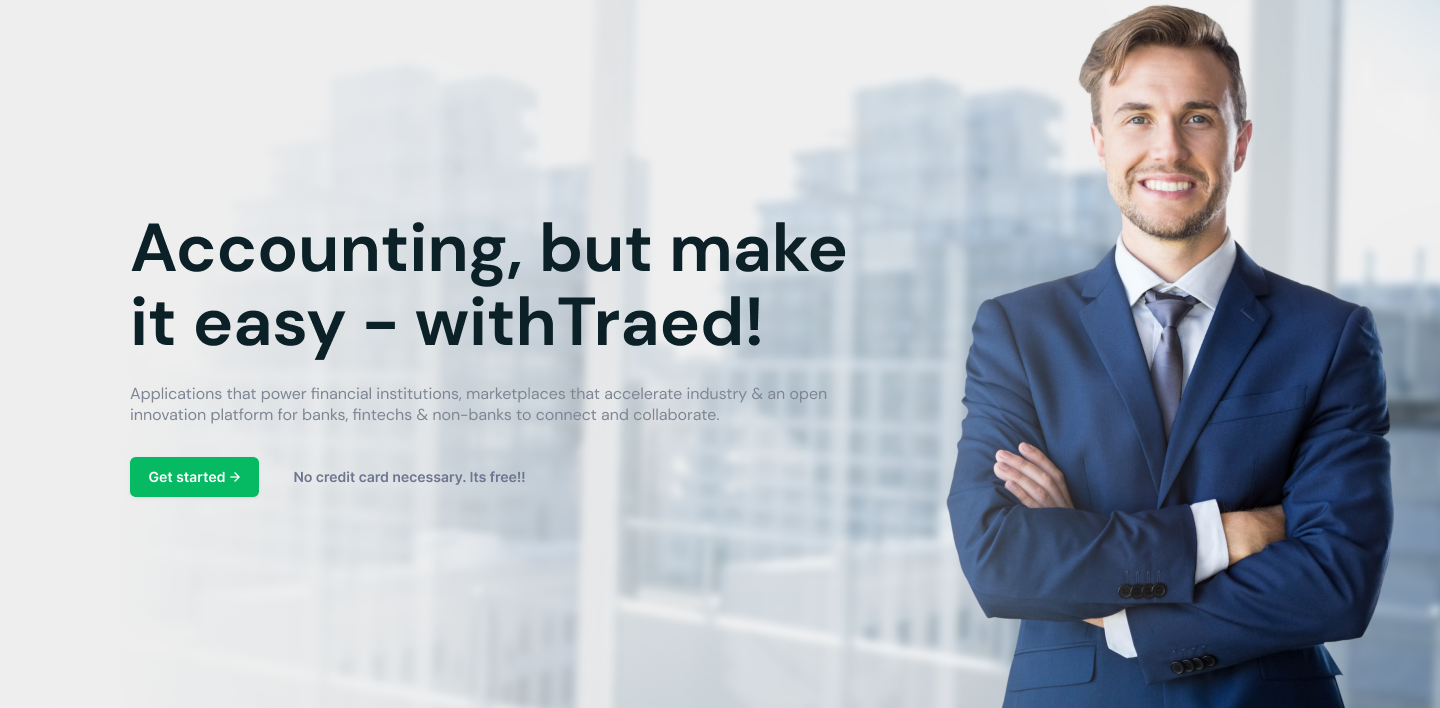 Accounting, but make
it easy – withTraed!
Applications that power financial institutions, marketplaces that accelerate industry & an open
innovation platform for banks, fintechs & non-banks to connect and collaborate.
Get started →
No credit card necessary. Its free!!